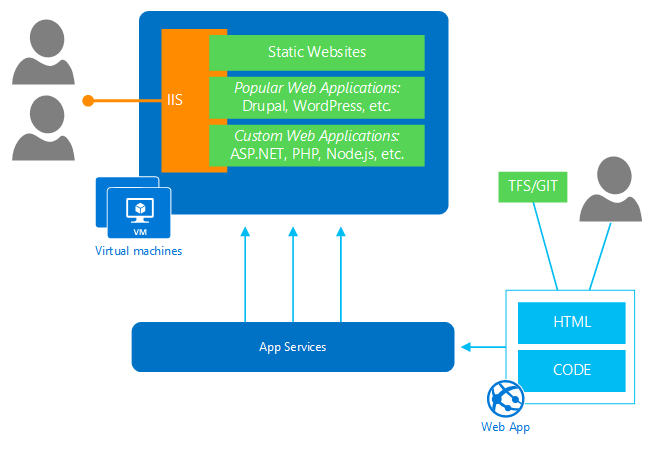 Static Websites
IIS
Popular Web Applications:
Drupal, WordPress, etc.
Custom Web Applications:
ASP.NET, PHP, Node.js, etc.
VM
Virtual machines
TFS/GIT
App Services
HTML
CODE
Web App